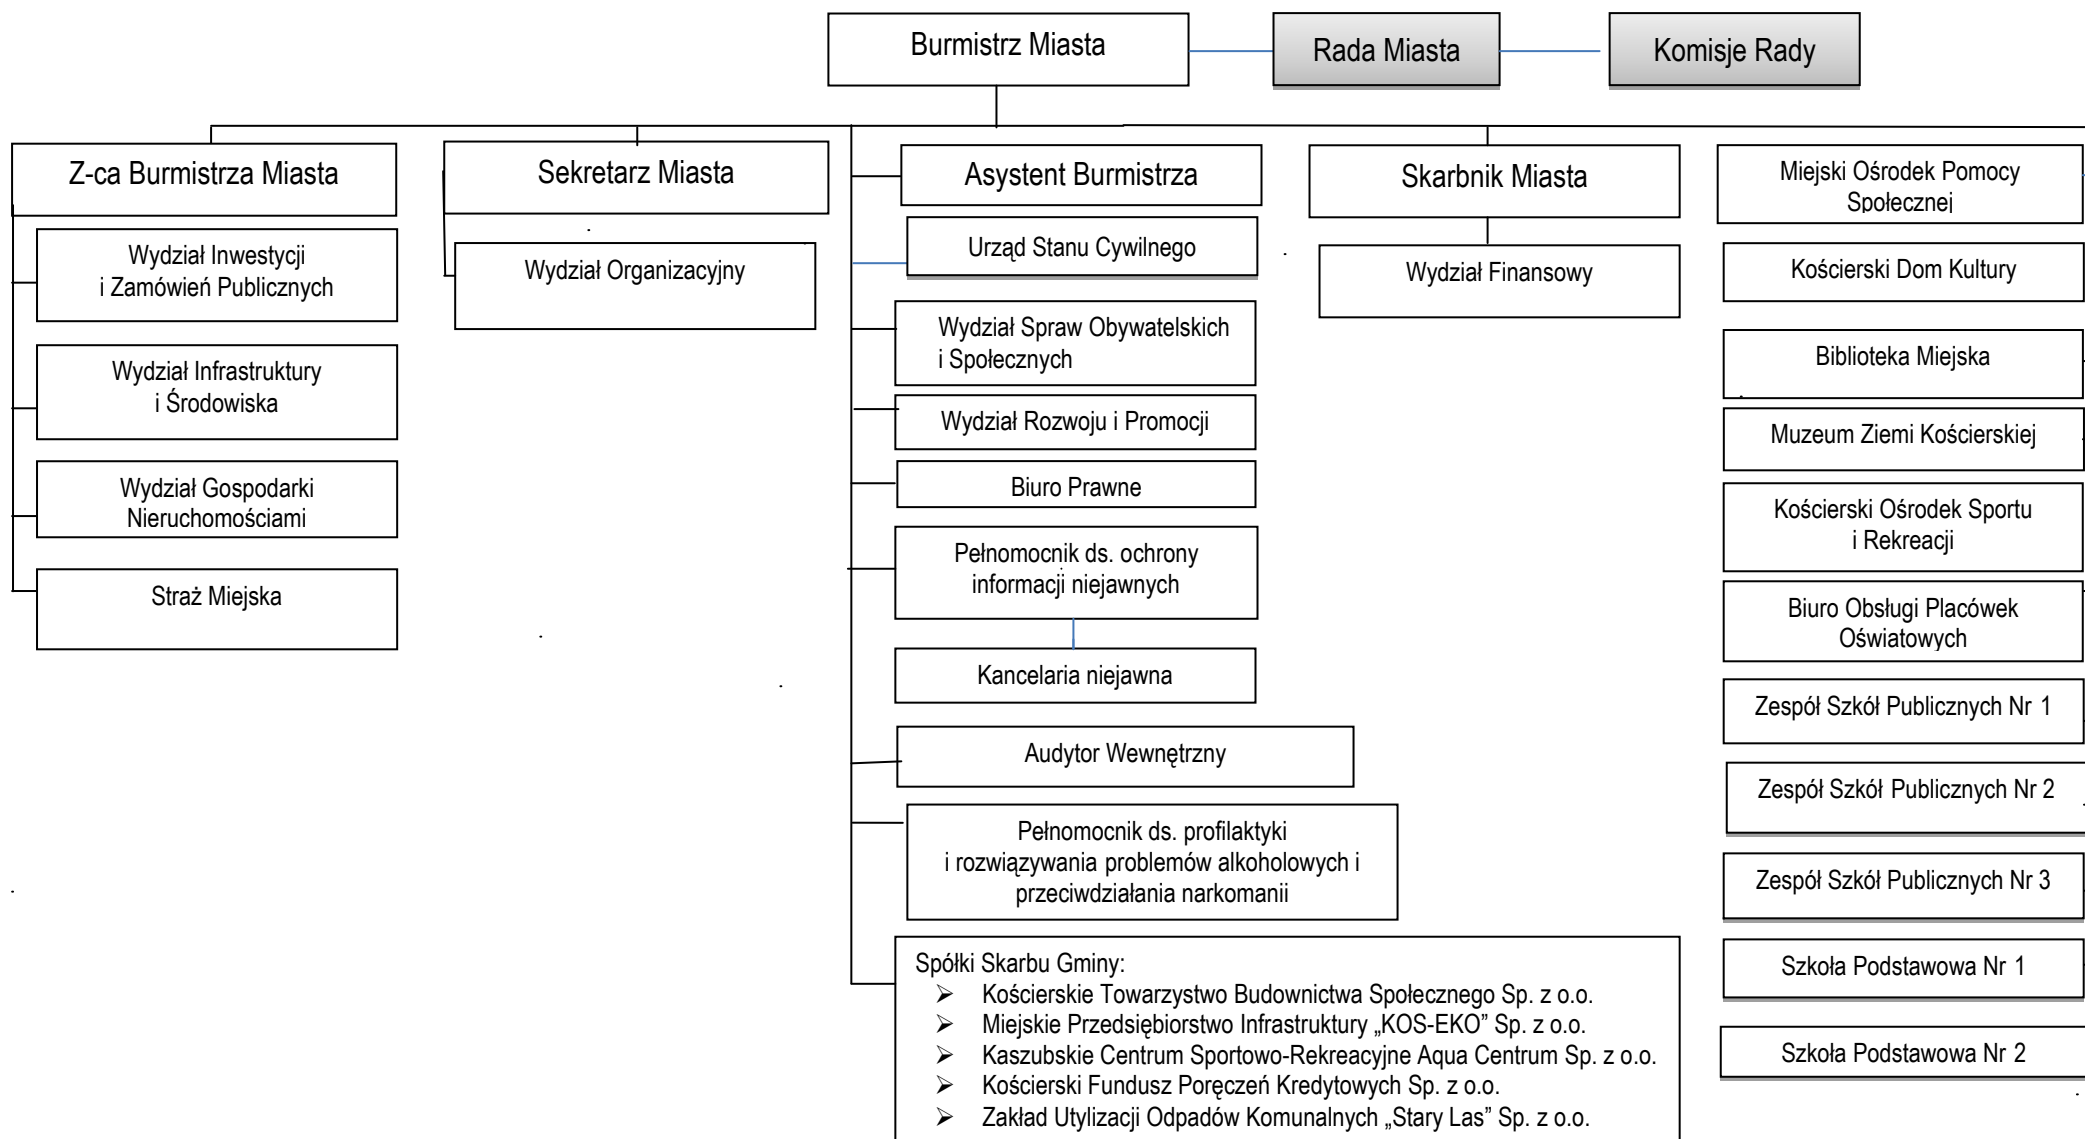 Burmistrz Miasta
Rada Miasta
Komisje Rady
Z-ca Burmistrza Miasta
Wydział Inwestycji
i Zamówień Publicznych
Wydział Infrastruktury
i Środowiska
Wydział Gospodarki
Nieruchomościami
Straż Miejska
Sekretarz Miasta
Wydział Organizacyjny
Asystent Burmistrza
Urząd Stanu Cywilnego
Wydział Spraw Obywatelskich
i Społecznych
Wydział Rozwoju i Promocji
Biuro Prawne
Pełnomocnik ds. ochrony
informacji niejawnych
Kancelaria niejawna
Audytor Wewnętrzny
Pełnomocnik ds. profilaktyki
i rozwiązywania problemów alkoholowych i
przeciwdziałania narkomanii
Spółki Skarbu Gminy:
➢ Kościerskie Towarzystwo Budownictwa Społecznego Sp. z o.o.
➢ Miejskie Przedsiębiorstwo Infrastruktury „KOS-EKO” Sp. z o.o.
➢ Kaszubskie Centrum Sportowo-Rekreacyjne Aqua Centrum Sp. z o.o.
➢ Kościerski Fundusz Poręczeń Kredytowych Sp. z o.o.
➢ Zakład Utylizacji Odpadów Komunalnych „Stary Las” Sp. z o.o.
Skarbnik Miasta
Wydział Finansowy
Miejski Ośrodek Pomocy
Społecznej
Kościerski Dom Kultury
Biblioteka Miejska
Muzeum Ziemi Kościerskiej
Kościerski Ośrodek Sportu
i Rekreacji
Biuro Obsługi Placówek
Oświatowych
Zespół Szkół Publicznych Nr 1
Zespół Szkół Publicznych Nr 2
Zespół Szkół Publicznych Nr 3
Szkoła Podstawowa Nr 1
Szkoła Podstawowa Nr 2